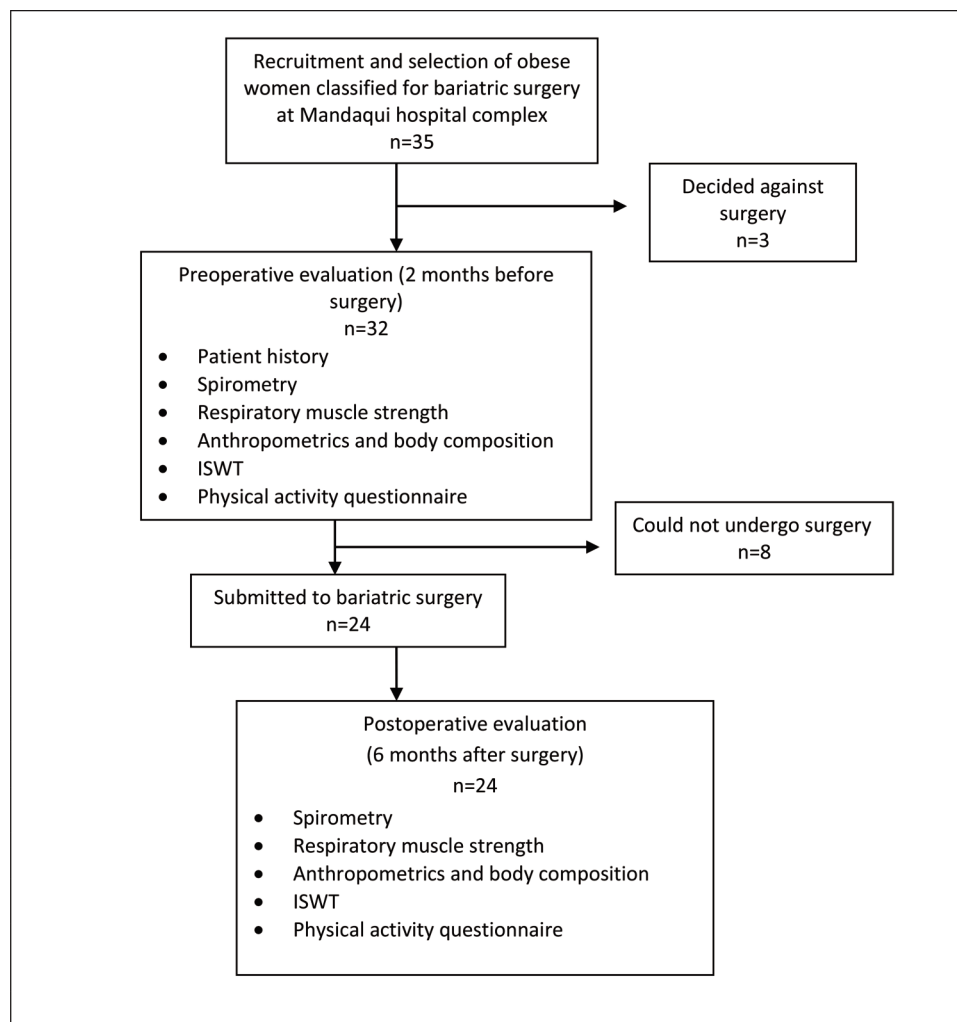 Recruitment and selection of obese
women classified for bariatric surgery
at Mandaqui hospital complex
n=35
Decided against
surgery
n=3
Preoperative evaluation (2 months before
surgery)
n=32
• Patient history
• Spirometry
• Respiratory muscle strength
• Anthropometrics and body composition
• ISWT
• Physical activity questionnaire
Could not undergo surgery
n=8
Submitted to bariatric surgery
n=24
Postoperative evaluation
(6 months after surgery)
n=24
• Spirometry
• Respiratory muscle strength
• Anthropometrics and body composition
• ISWT
• Physical activity questionnaire